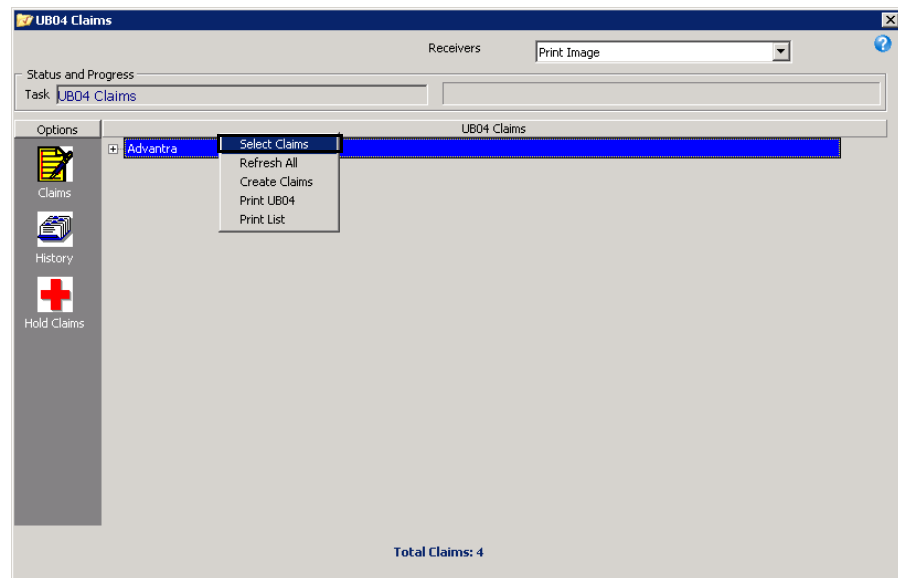 UB04 Claims
Receivers
Print Image
Status and Progress
Task UB04 Claims
Options
UB04 Claims
Advantra
Select Claims
Refresh All
Create Claims
Print UB04
Print List
Claims
History
Hold Claims
Total Claims: 4